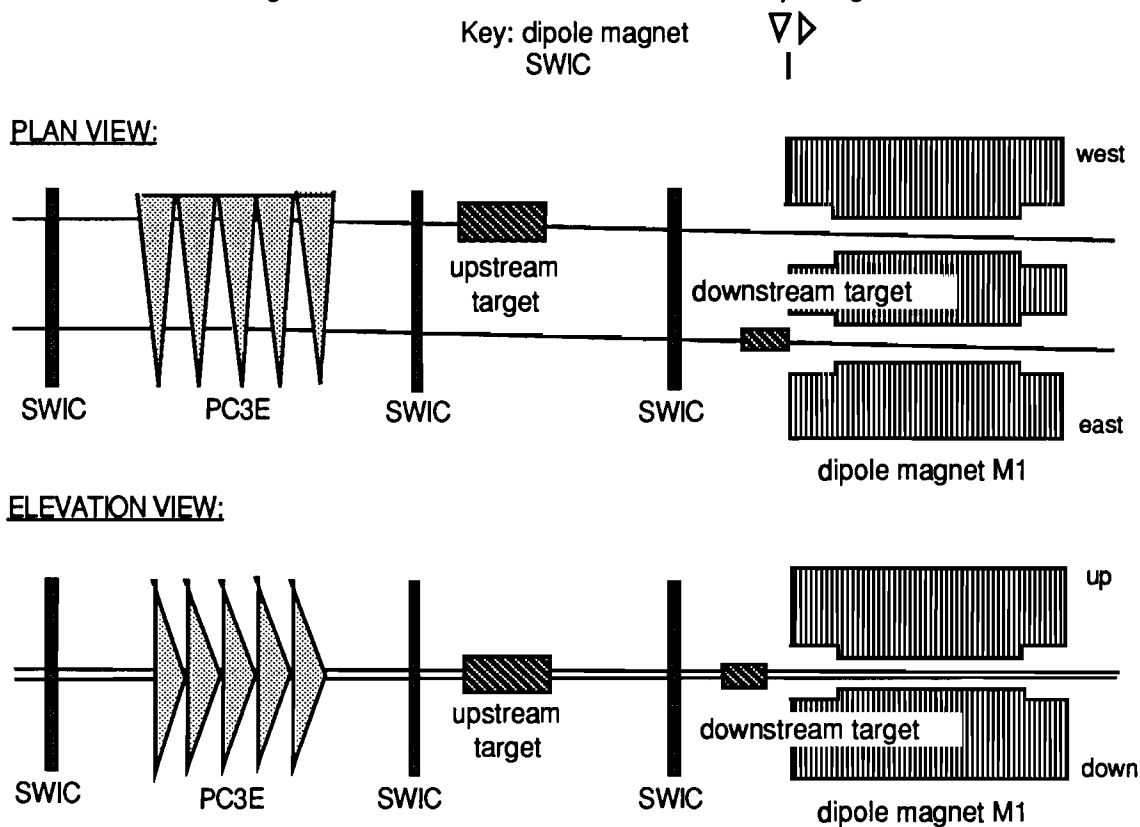 Key: dipole magnet
SWIC
PLAN VIEW:
west
upstream
target
downstream target
SWIC
PC3E
SWIC
SWIC
east
dipole magnet M1
ELEVATION VIEW:
up
upstream
target
downstream target
down
SWIC
PC3E
SWIC
SWIC
dipole magnet M1